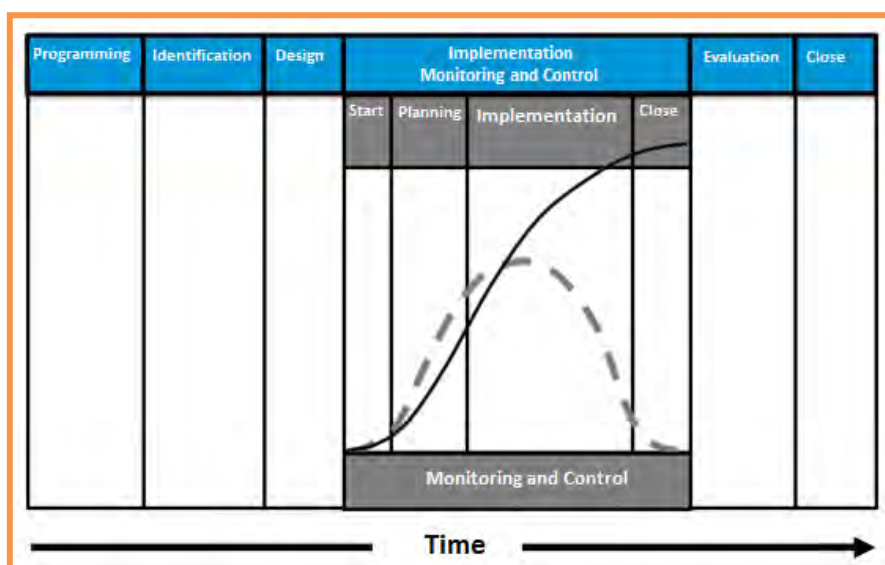 Programming
Identification
Design
Implementation
Monitoring and Control
Evaluation
Close
Start
Planning
Implementation
Close
Monitoring and Control
Time